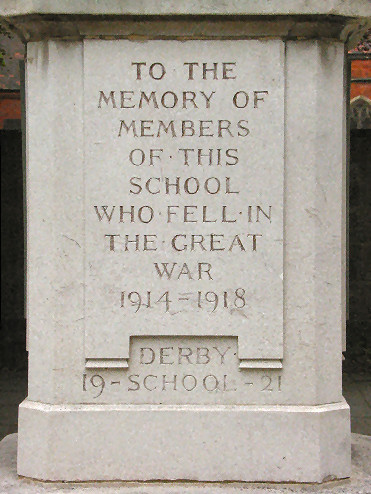 TO THE
MEMORY OF
MEMBERS
OF·THIS
SCHOOL
WHO·FELL·IN
THE·GREAT
WAR
1914-1918
DERBY·
19-SCHOOL-21